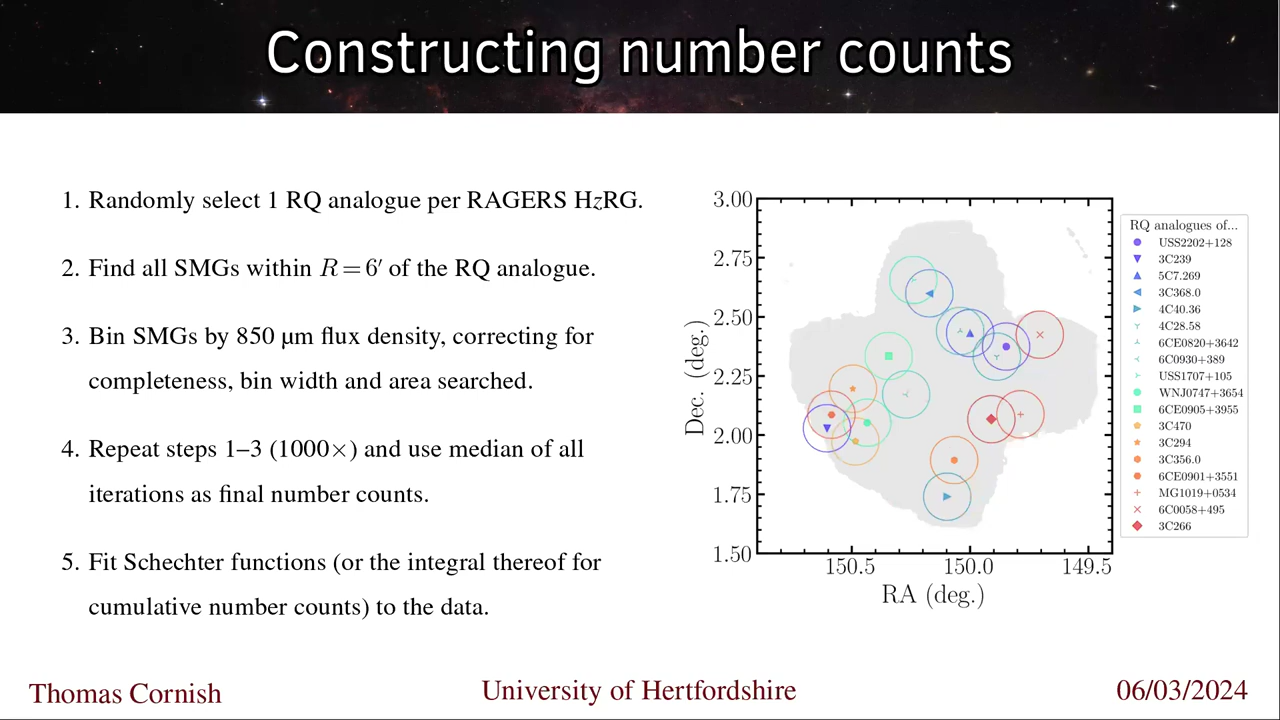 Constructing number counts
1. Randomly select 1 RQ analogue per RAGERS HzRG.
2. Find all SMGs within R = 6′ of the RQ analogue.
3. Bin SMGs by 850 µm flux density, correcting for
completeness, bin width and area searched.
4. Repeat steps 1–3 (1000×) and use median of all
iterations as final number counts.
5. Fit Schechter functions (or the integral thereof for
cumulative number counts) to the data.
3.00
2.75
2.50
2.25
2.00
1.75
1.50
Dec. (deg.)
150.5 150.0 149.5
RA (deg.)
RQ analogues of...
USS2202+128
3C239
5C7.269
3C368.0
4C40.36
4C28.58
6CE0820+3642
6C0930+389
USS1707+105
WNJ0747+3654
6CE0905+3955
3C470
3C294
3C356.0
6CE0901+3551
MG1019+0534
6C0058+495
3C266
Thomas Cornish
University of Hertfordshire
06/03/2024